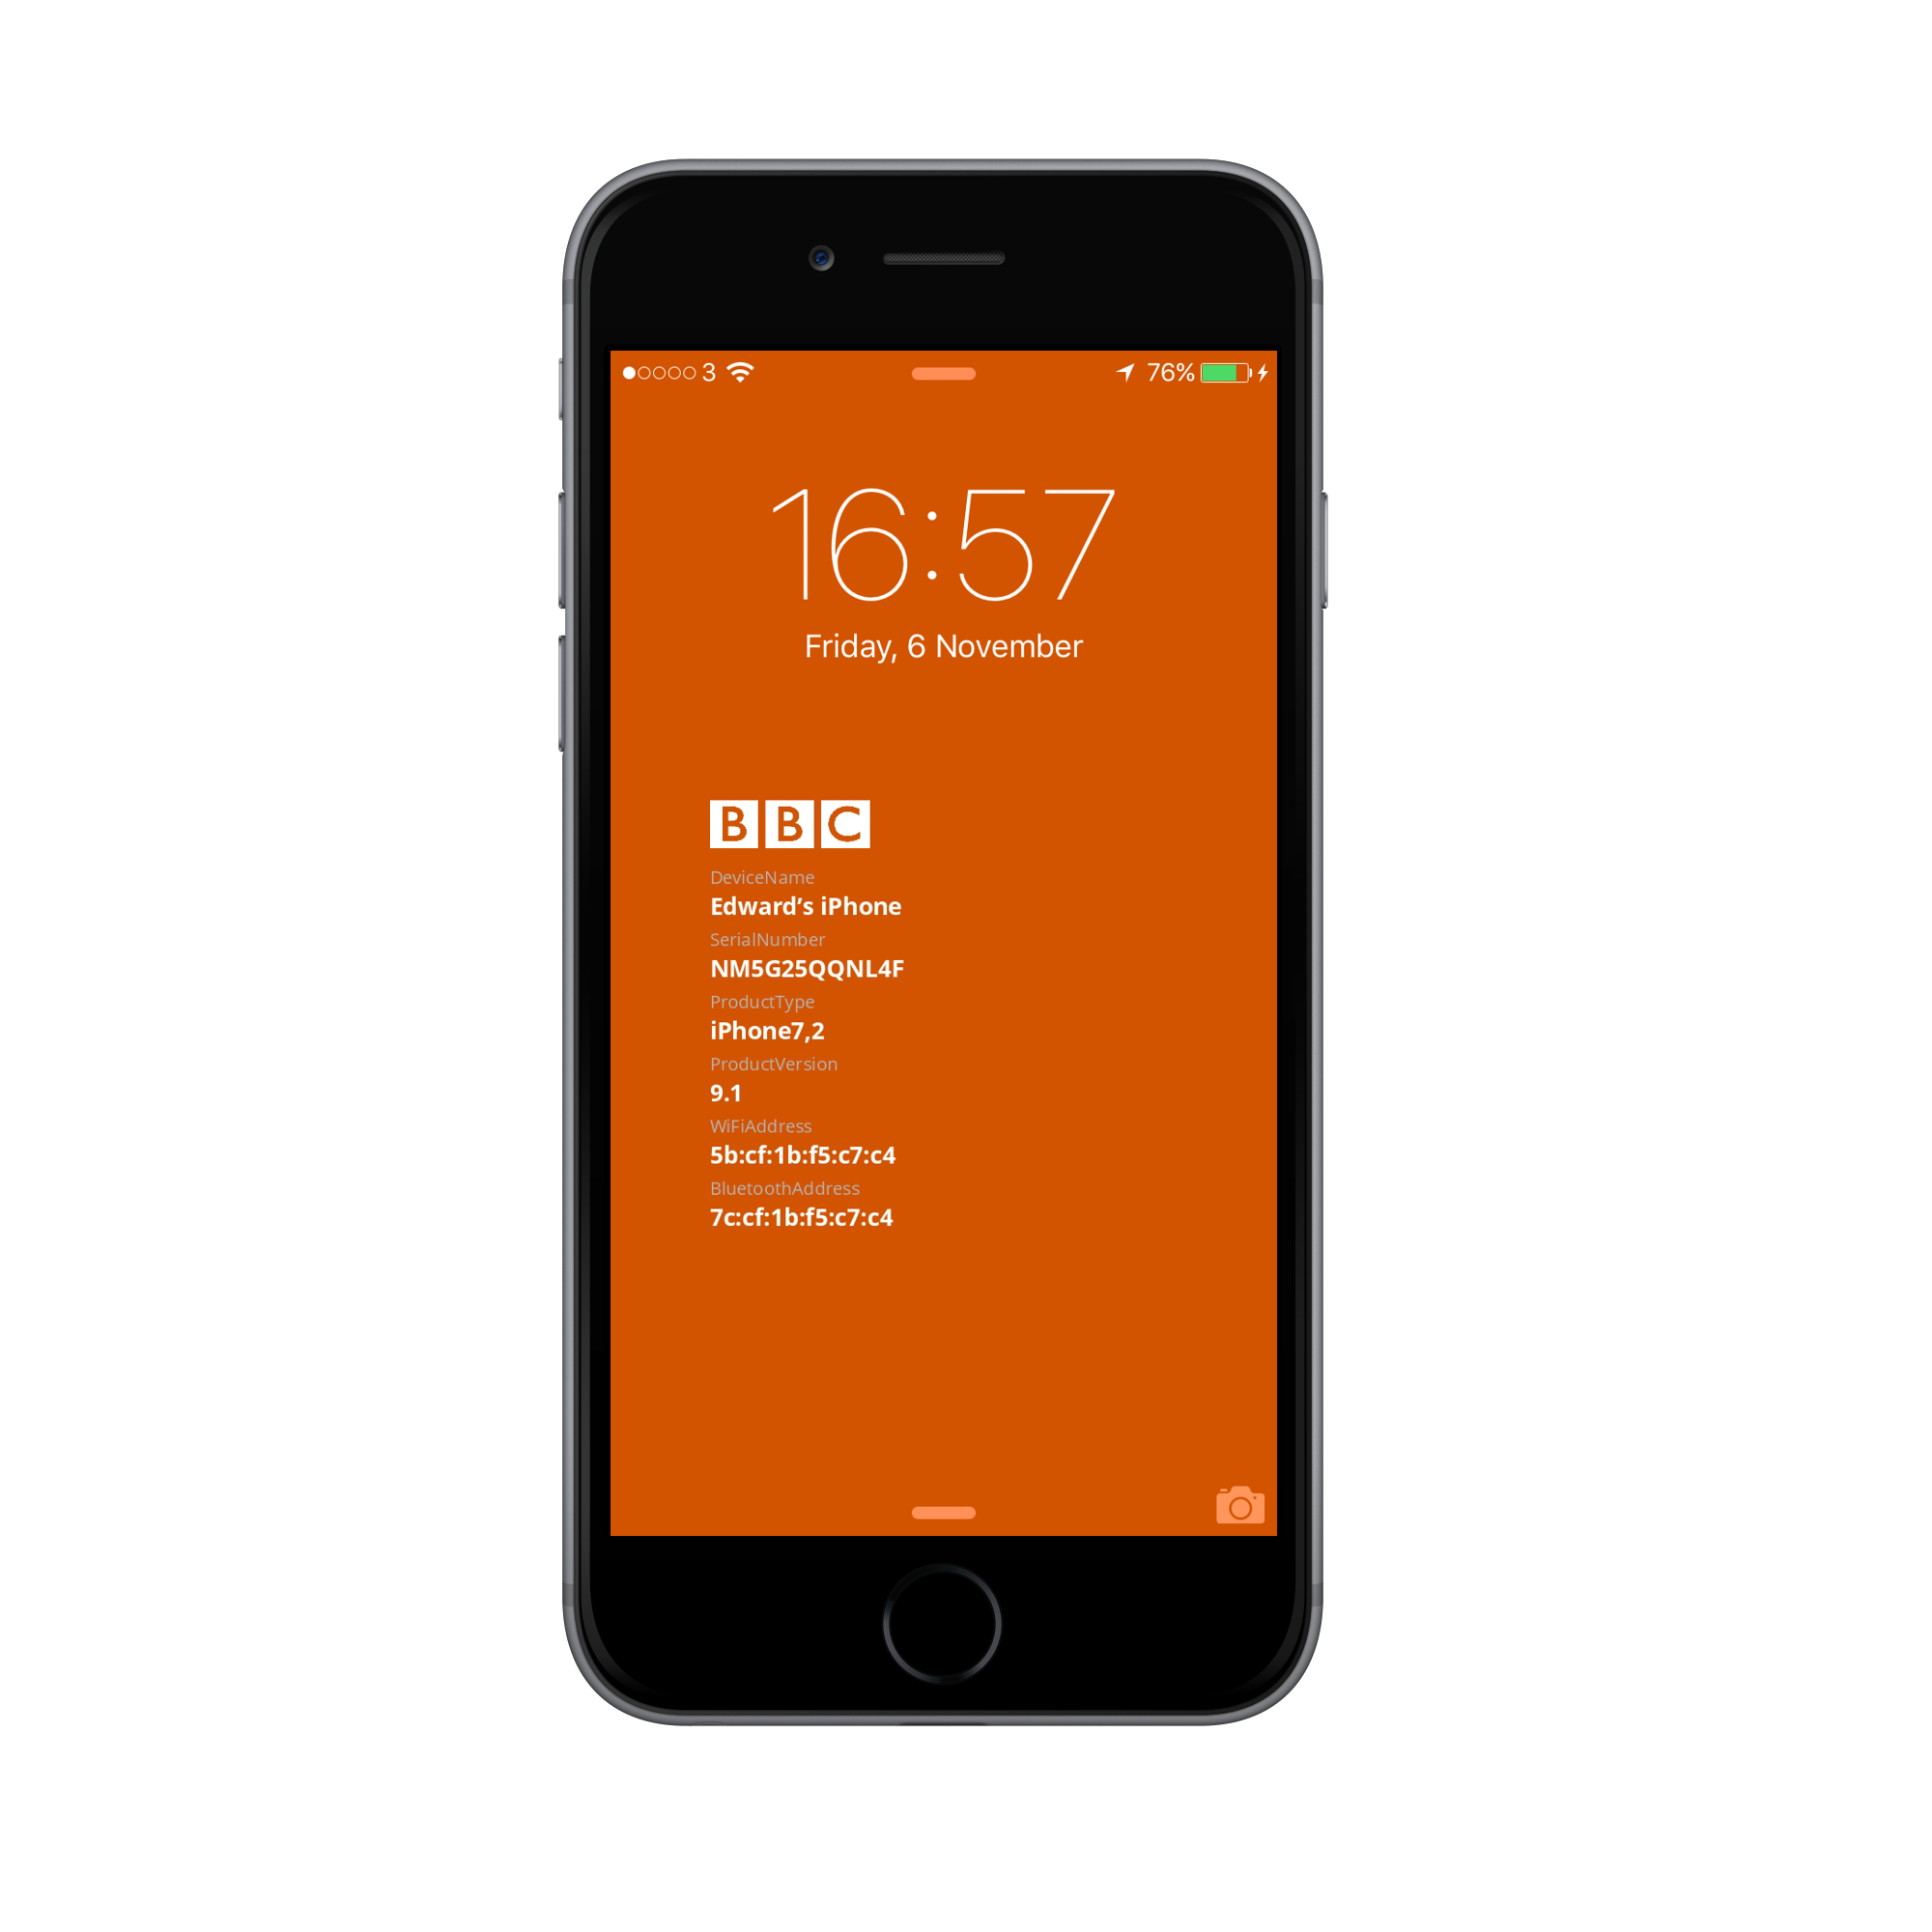 3 76%
16:57
Friday, 6 November
BBC
DeviceName
Edward’s iPhone
SerialNumber
NM5G25QQNL4F
ProductType
iPhone7,2
ProductVersion
9.1
WiFiAddress
5b:cf:1b:f5:c7:c4
BluetoothAddress
7c:cf:1b:f5:c7:c4